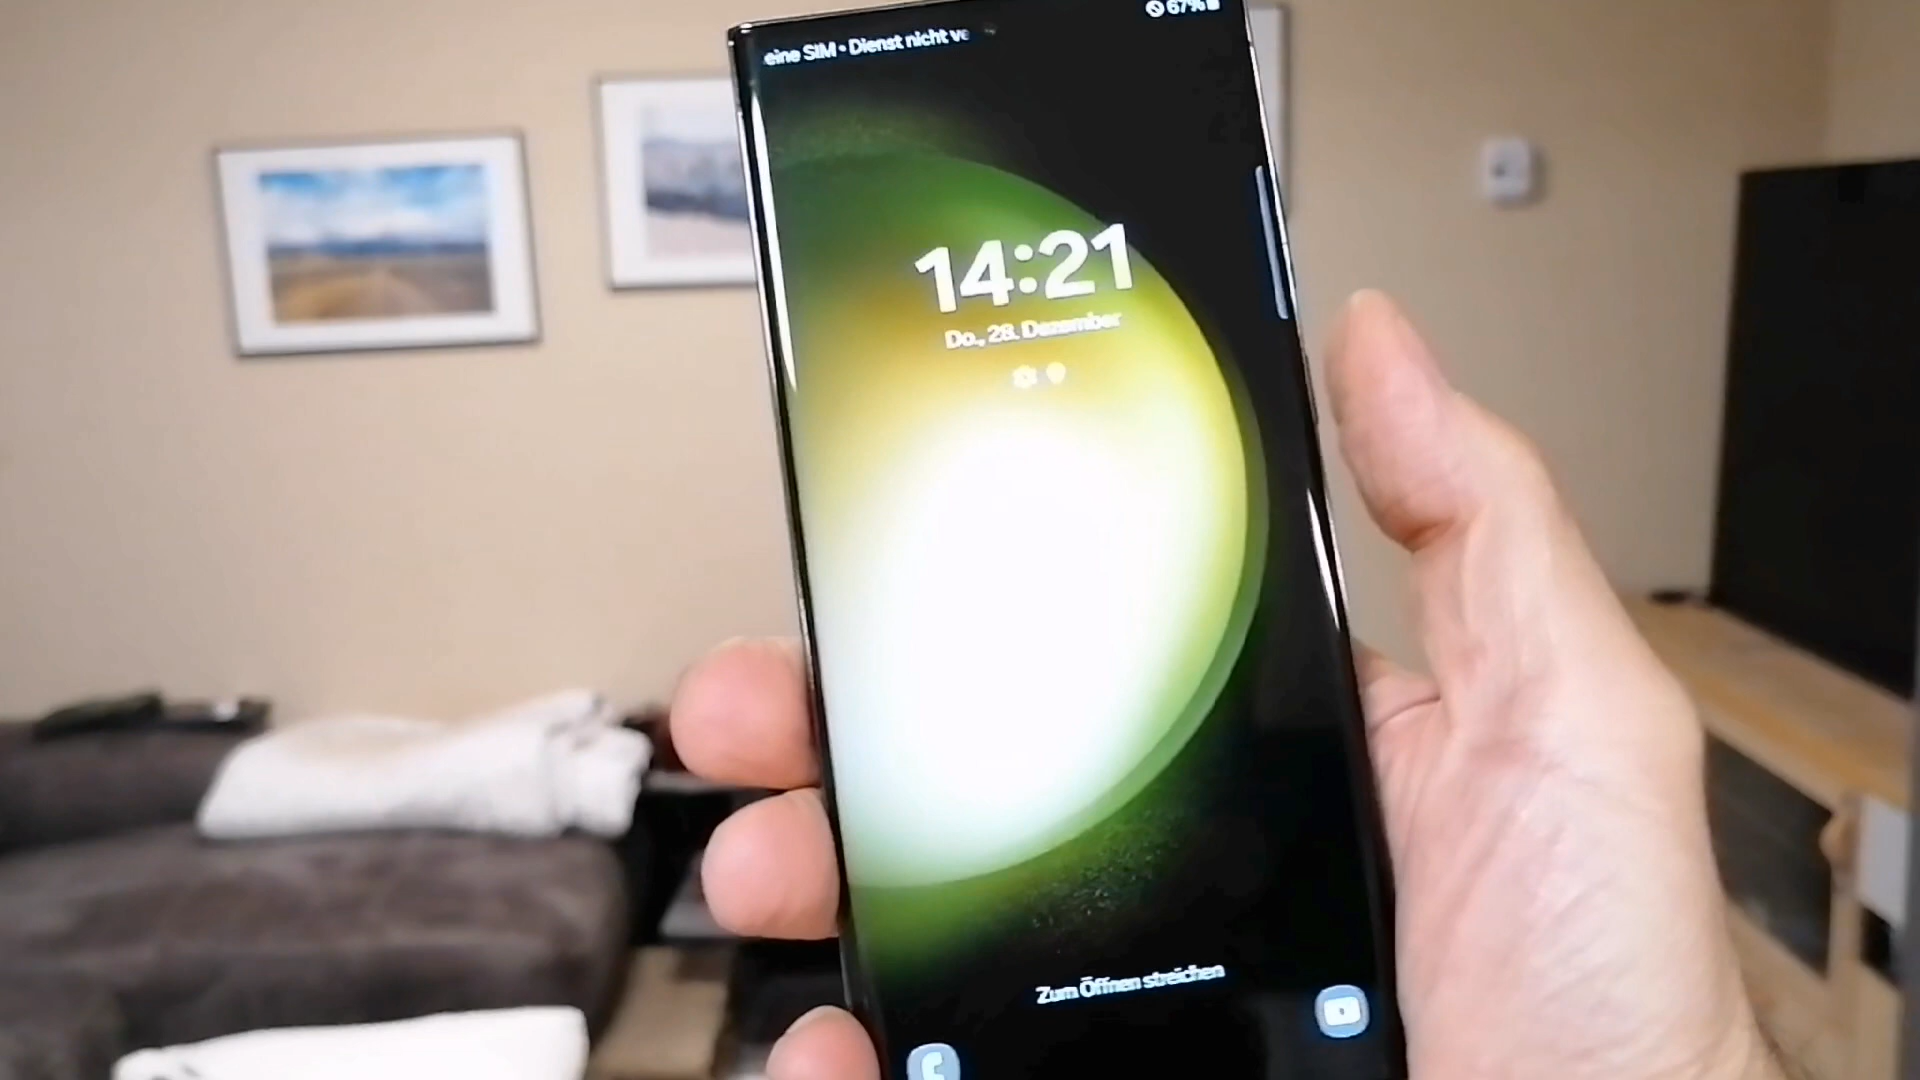 eine SIM • Dienst nicht ve
67%
14:21
Do., 28. Dezember
Zum Öffnen streichen